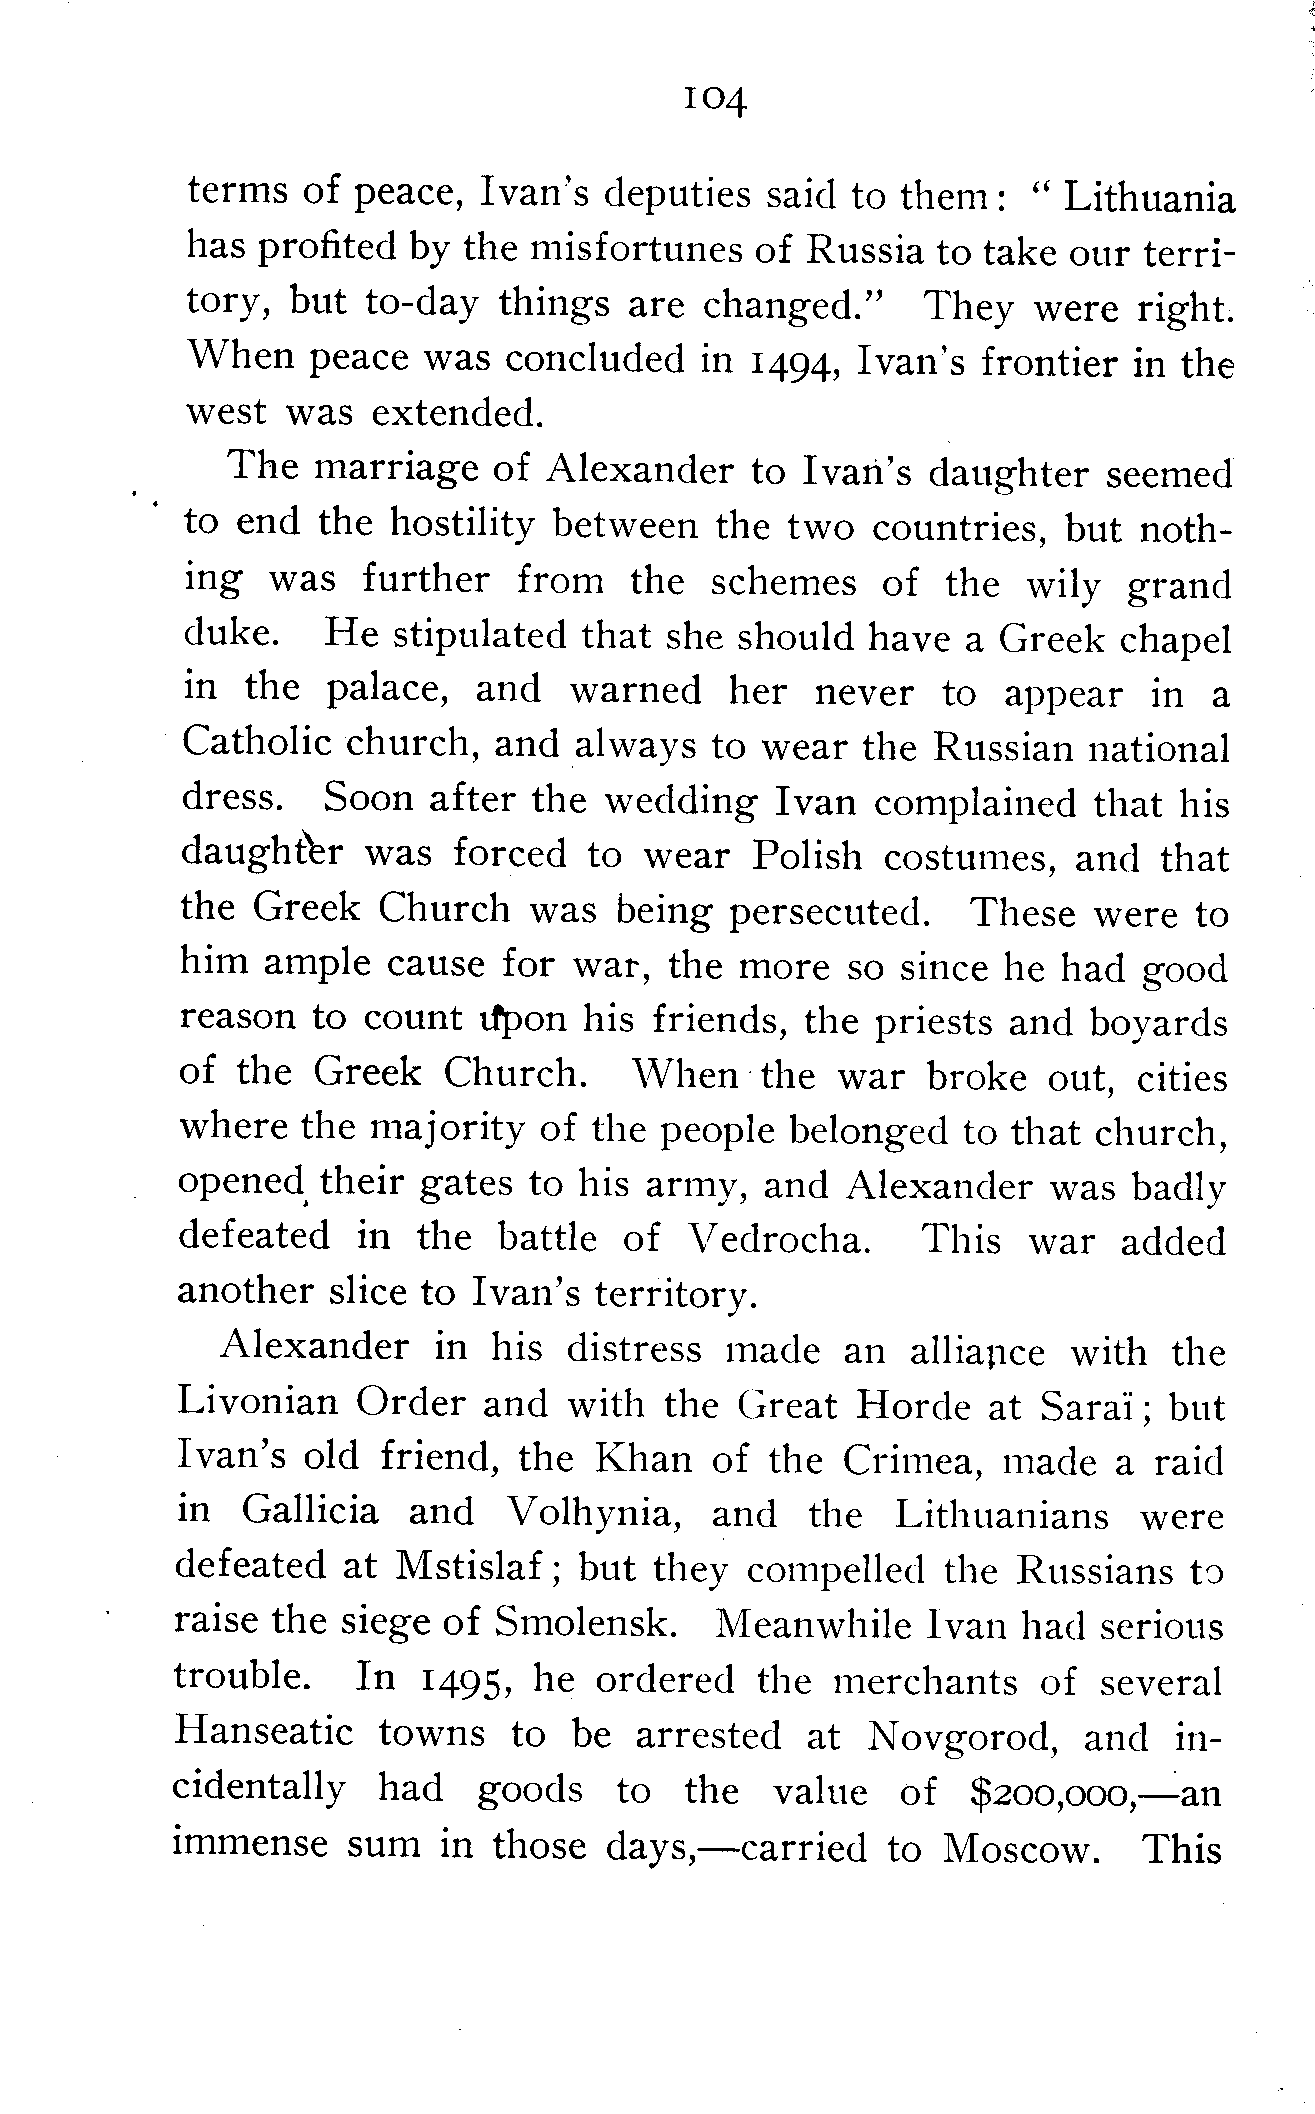 104
terms of peace, Ivan's deputies said to them: " Lithuania
has profited by the misfortunes of Russia to take our terri-
tory, but to-day things are changed." They were right.
When peace was concluded in 1494, Ivan's frontier in the
west was extended.
The marriage of Alexander to Ivan's daughter seemed
to end the hostility between the two countries, but noth-
ing was further from the schemes of the wily grand
duke. He stipulated that she should have a Greek chapel
in the palace, and warned her never to appear in a
Catholic church, and always to wear the Russian national
dress. Soon after the wedding Ivan complained that his
daughter was forced to wear Polish costumes, and that
the Greek Church was being persecuted. These were to
him ample cause for war, the more so since he had good
reason to count upon his friends, the priests and boyards
of the Greek Church. When the war broke out, cities
where the majority of the people belonged to that church,
opened their gates to his army, and Alexander was badly
defeated in the battle of Vedrocha. This war added
another slice to Ivan's territory.
Alexander in his distress made an alliance with the
Livonian Order and with the Great Horde at Saraï; but
Ivan's old friend, the Khan of the Crimea, made a raid
in Gallicia and Volhynia, and the Lithuanians were
defeated at Mstislaf; but they compelled the Russians to
raise the siege of Smolensk. Meanwhile Ivan had serious
trouble. In 1495, he ordered the merchants of several
Hanseatic towns to be arrested at Novgorod, and in-
cidentally had goods to the value of $200,000,—an
immense sum in those days,—carried to Moscow. This